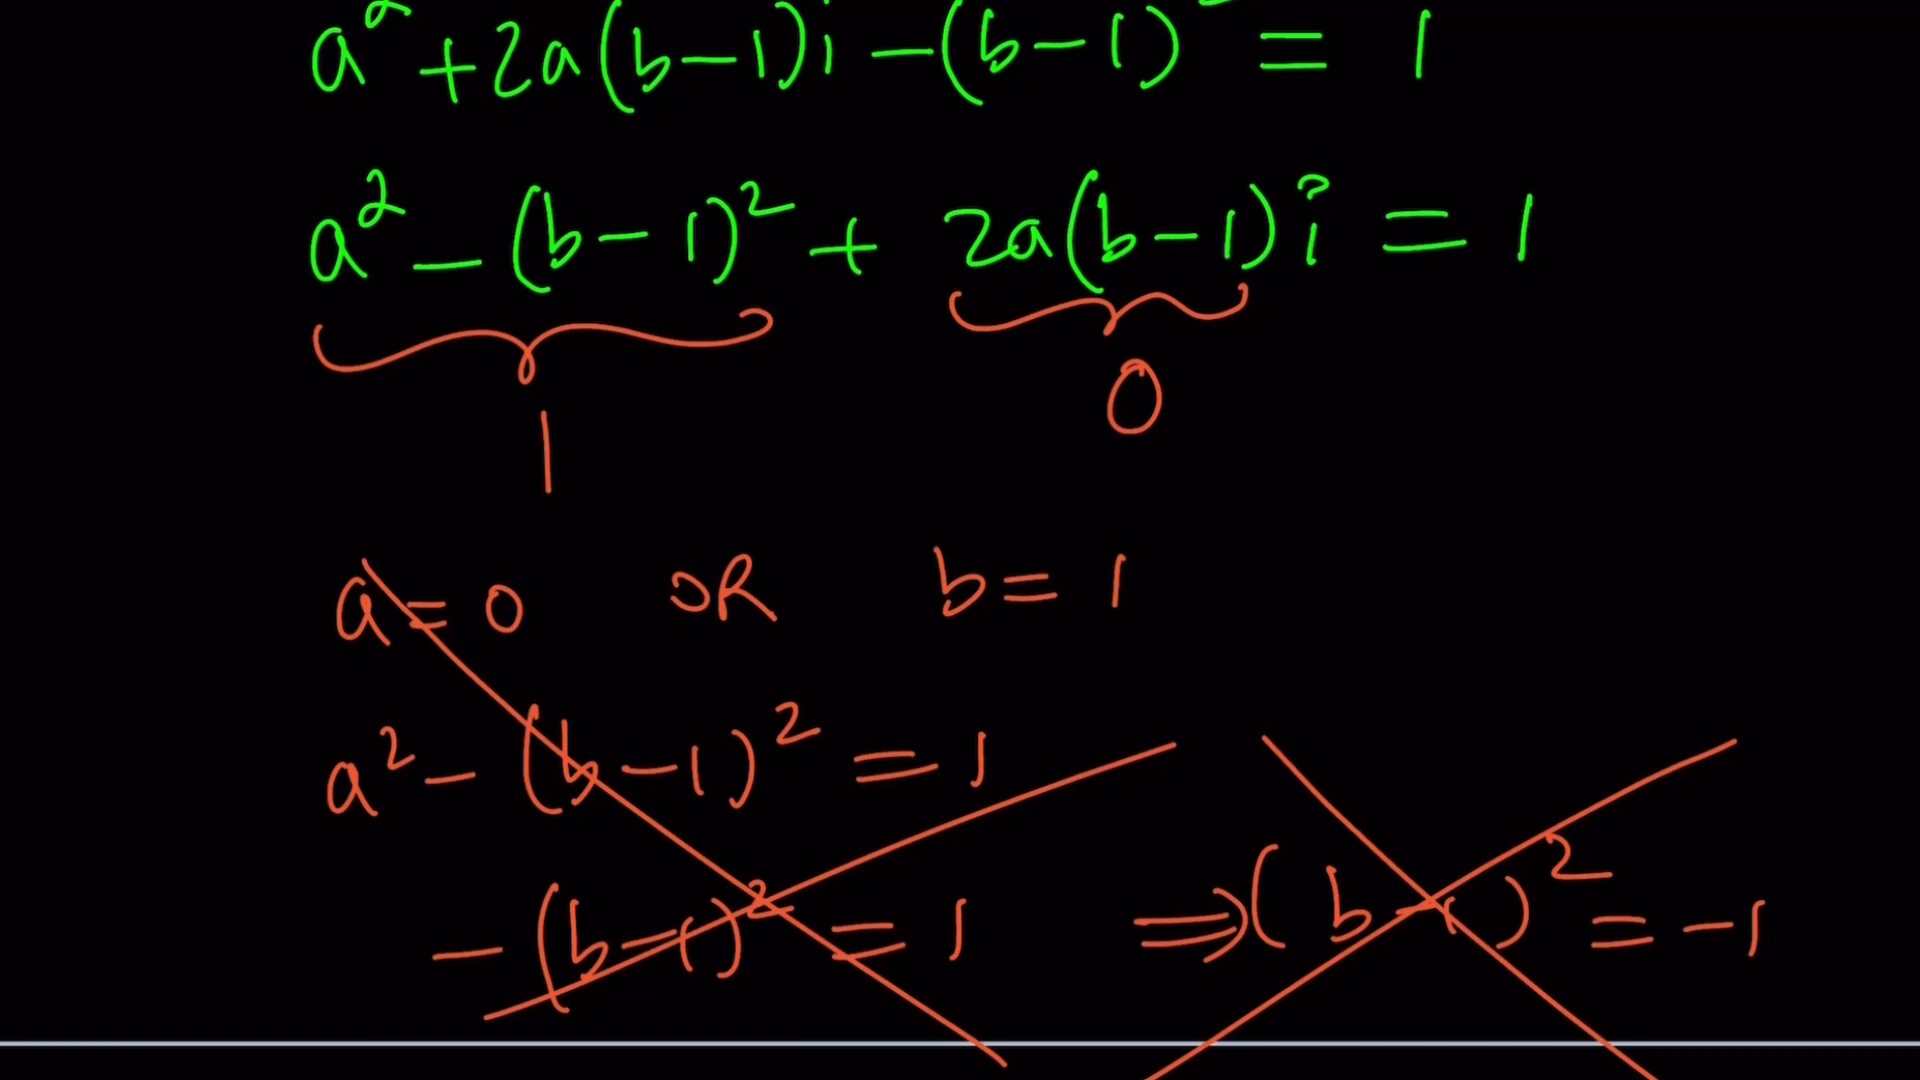 a² + 2a(b-1)i - (b-1)² = 1
a² - (b-1)² + 2a(b-1)i = 1
1 0
a = 0 OR b = 1
a² - (b-1)² = 1
-(b-1)² = 1 ⇒ (b-1)² = -1